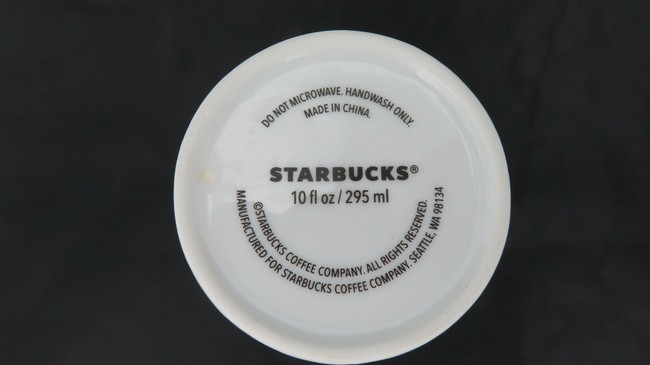 DO NOT MICROWAVE. HANDWASH ONLY.
MADE IN CHINA.
STARBUCKS®
10 fl oz / 295 ml
©STARBUCKS COFFEE COMPANY. ALL RIGHTS RESERVED.
MANUFACTURED FOR STARBUCKS COFFEE COMPANY. SEATTLE, WA 98134